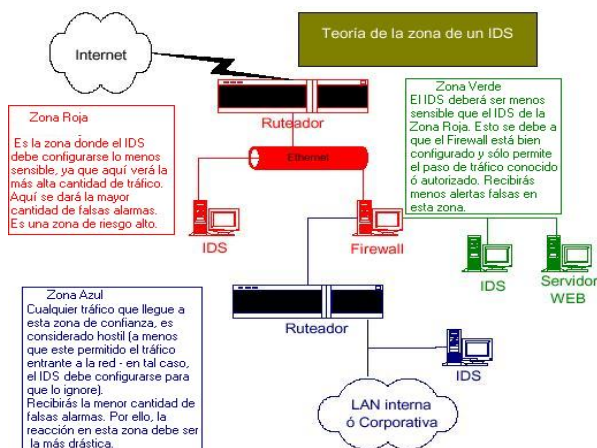 Teoría de la zona de un IDS
Internet
Ruteador
Zona Roja
Es la zona donde el IDS
debe configurarse lo menos
sensible, ya que aquí verá la
más alta cantidad de tráfico.
Aquí se dará la mayor
cantidad de falsas alarmas.
Es una zona de riesgo alto.
Ethernet
Zona Verde
El IDS deberá ser menos
sensible que el IDS de la
Zona Roja. Esto se debe a
que el Firewall está bien
configurado y sólo permite
el paso de tráfico conocido
ó autorizado. Recibirás
menos alertas falsas en
esta zona.
IDS
Firewall
IDS
Servidor
WEB
Zona Azul
Cualquier tráfico que llegue a
esta zona de confianza, es
considerado hostil (a menos
que este permitido el tráfico
entrante a la red - en tal caso,
el IDS debe configurarse para
que lo ignore).
Recibirás la menor cantidad de
falsas alarmas. Por ello, la
reacción en esta zona debe ser
la más drástica.
Ruteador
IDS
LAN interna
ó Corporativa